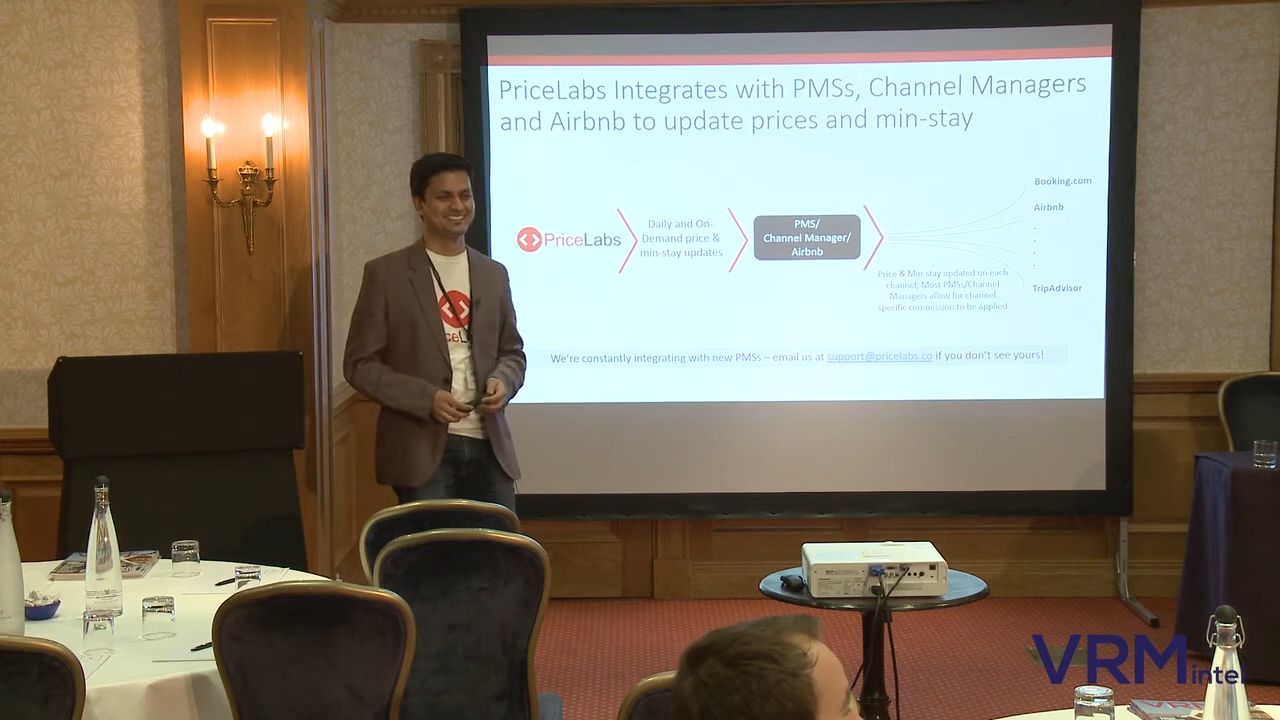 PriceLabs Integrates with PMSs, Channel Managers
and Airbnb to update prices and min-stay
Booking.com
Airbnb
PriceLabs
Daily and On-
Demand price &
min-stay updates
PMS/
Channel Manager/
Airbnb
Price & Min-stay updated on each
channel; Most PMSs/Channel
Managers allow for channel
specific commission to be applied
TripAdvisor
We're constantly integrating with new PMSs – email us at support@pricelabs.co if you don't see yours!
VRM intel